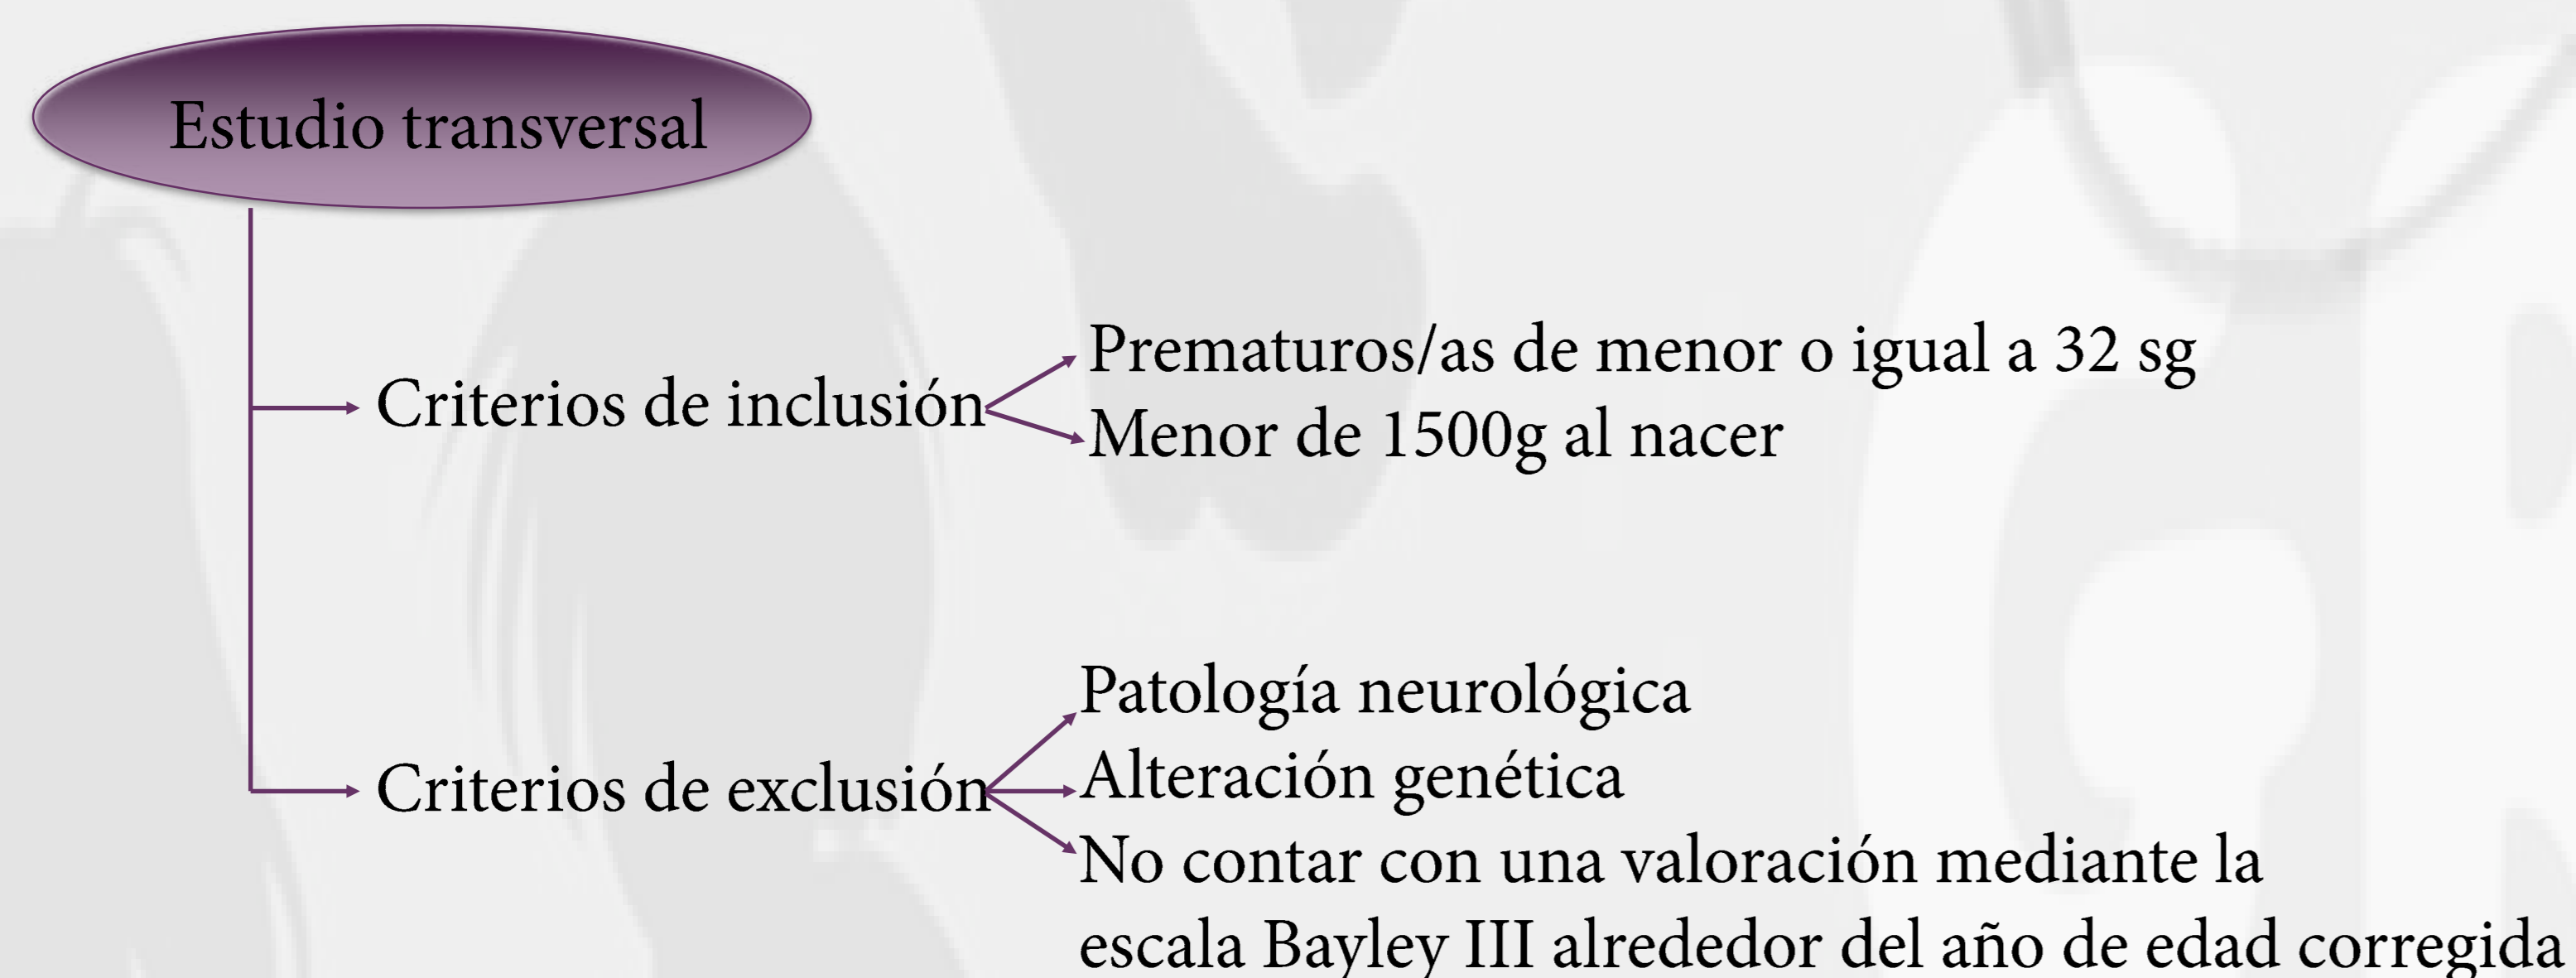 Estudio transversal
Criterios de inclusión
Prematuros/as de menor o igual a 32 sg
Menor de 1500g al nacer
Criterios de exclusión
Patología neurológica
Alteración genética
No contar con una valoración mediante la
escala Bayley III alrededor del año de edad corregida